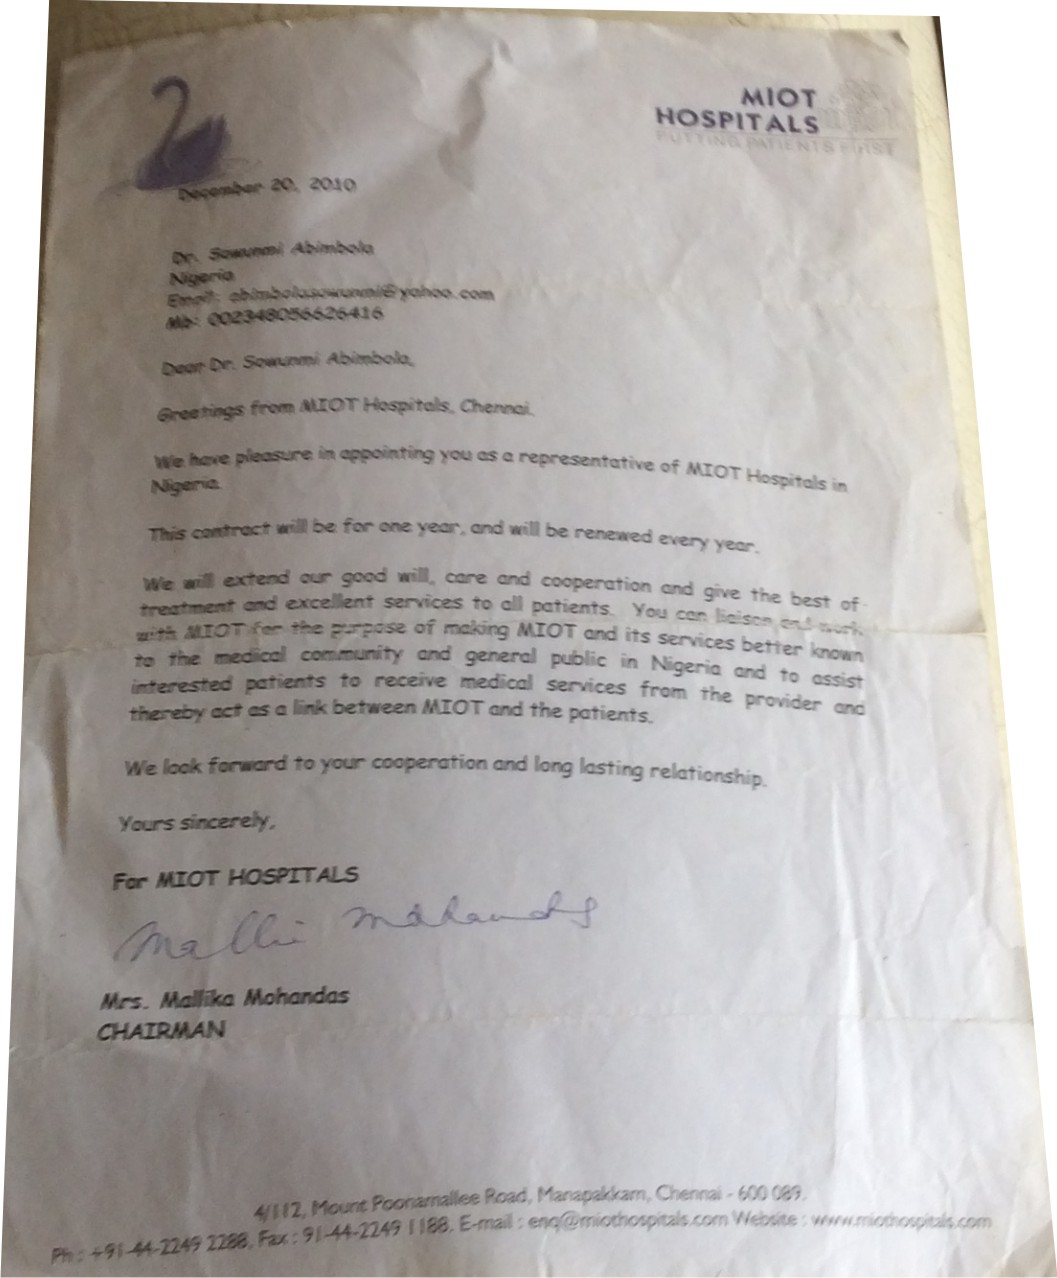 MIOT
HOSPITALS
PUTTING PATIENTS FIRST
December 20, 2010
Dr. Sowunmi Abimbola
Nigeria
Email: abimbolasowunmi@yahoo.com
Mb: 002348056626416
Dear Dr. Sowunmi Abimbola,
Greetings from MIOT Hospitals, Chennai.
We have pleasure in appointing you as a representative of MIOT Hospitals in
Nigeria.
This contract will be for one year, and will be renewed every year.
We will extend our good will, care and cooperation and give the best of
treatment and excellent services to all patients. You can liaison and work
with MIOT for the purpose of making MIOT and its services better known
to the medical community and general public in Nigeria and to assist
interested patients to receive medical services from the provider and
thereby act as a link between MIOT and the patients.
We look forward to your cooperation and long lasting relationship.
Yours sincerely,
For MIOT HOSPITALS
Malli Mohandas
Mrs. Mallika Mohandas
CHAIRMAN
4/112, Mount Poonamallee Road, Manapakkam, Chennai - 600 089.
Ph : +91-44-2249 2288, Fax : 91-44-2249 1188, E-mail : enq@miothospitals.com Website : www.miothospitals.com